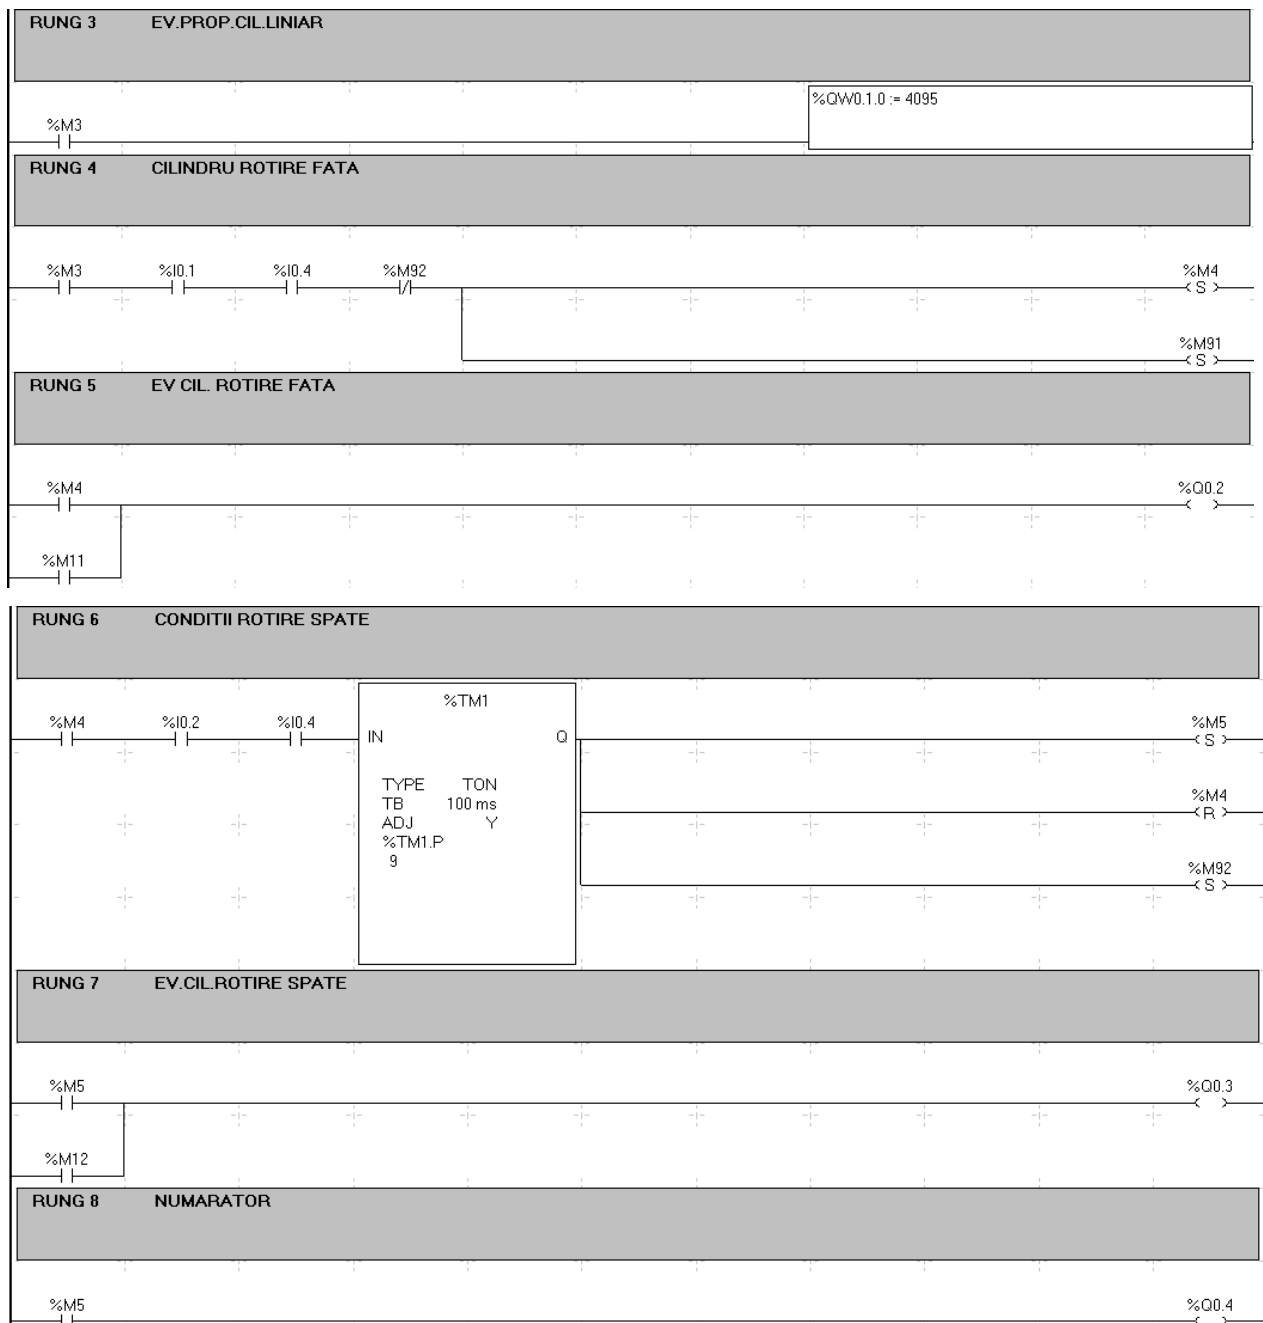 RUNG 3 EV.PROP.CIL.LINIAR
%QW0.1.0 := 4095
%M3
RUNG 4 CILINDRU ROTIRE FATA
%M3 %I0.1 %I0.4 %M92 %M4
S
%M91
S
RUNG 5 EV CIL. ROTIRE FATA
%M4 %Q0.2
%M11
RUNG 6 CONDITII ROTIRE SPATE
%TM1
%M4 %I0.2 %I0.4 %M5
IN Q S
TYPE TON
%M4
TB 100 ms
R
ADJ Y
%TM1.P
9
%M92
S
RUNG 7 EV.CIL.ROTIRE SPATE
%M5 %Q0.3
%M12
RUNG 8 NUMARATOR
%M5 %Q0.4